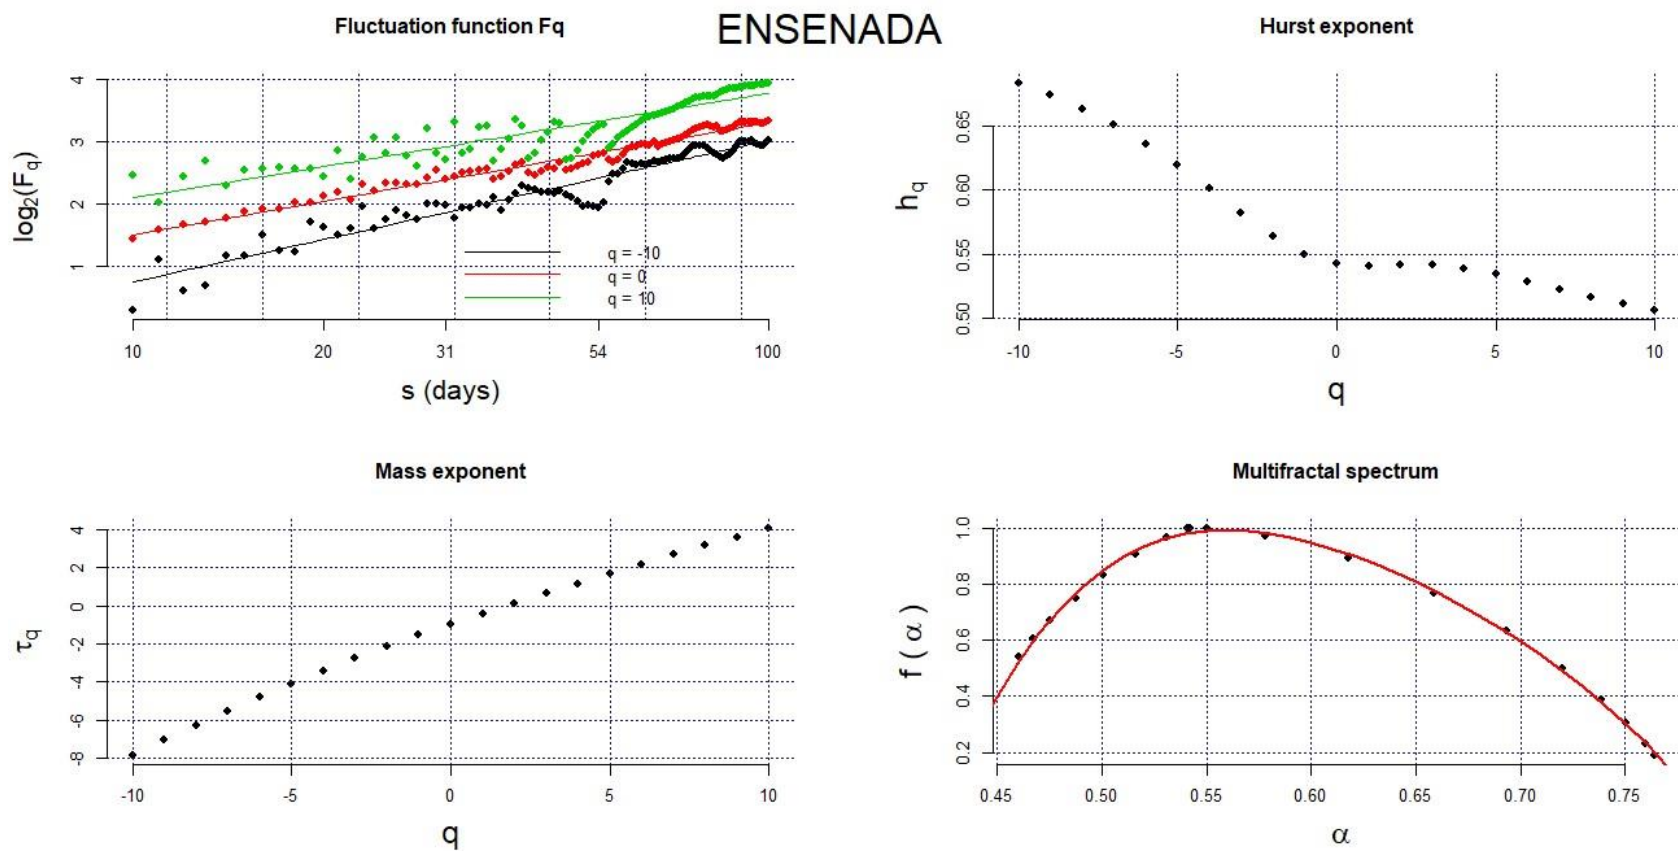 ENSENADA
Fluctuation function Fq
log2(Fq)
4
3
2
1
q = -10
q = 0
q = 10
10 20 31 54 100
s (days)
Hurst exponent
hq
0.65
0.60
0.55
0.50
-10 -5 0 5 10
q
Mass exponent
τq
4
2
0
-2
-4
-6
-8
-10 -5 0 5 10
q
Multifractal spectrum
f ( α )
1.0
0.8
0.6
0.4
0.2
0.45 0.50 0.55 0.60 0.65 0.70 0.75
α